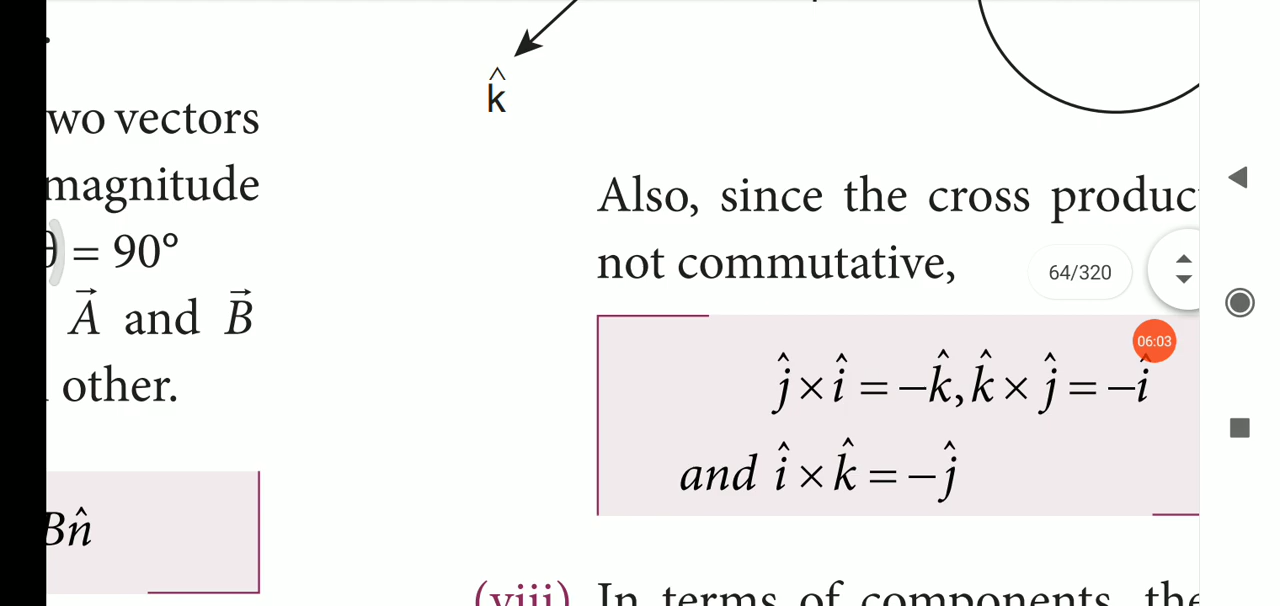 k̂
wo vectors
magnitude
θ) = 90°
A⃗ and B⃗
other.
Bn̂
Also, since the cross produc
not commutative,
64/320
06:03
ĵ × î = −k̂, k̂ × ĵ = −î
and î × k̂ = −ĵ
(viii) In terms of components, the